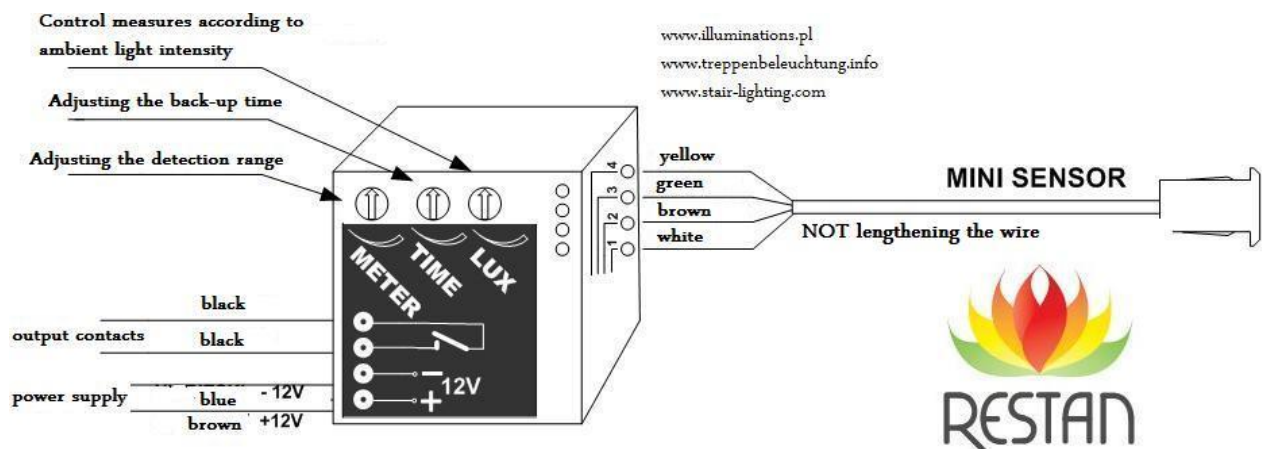 Control measures according to
ambient light intensity
Adjusting the back-up time
Adjusting the detection range
www.illuminations.pl
www.treppenbeleuchtung.info
www.stair-lighting.com
4
3
2
1
yellow
green
brown
white
MINI SENSOR
NOT lengthening the wire
METER
TIME
LUX
black
output contacts
black
power supply
blue - 12V
brown +12V
−
12V
+
RESTAN